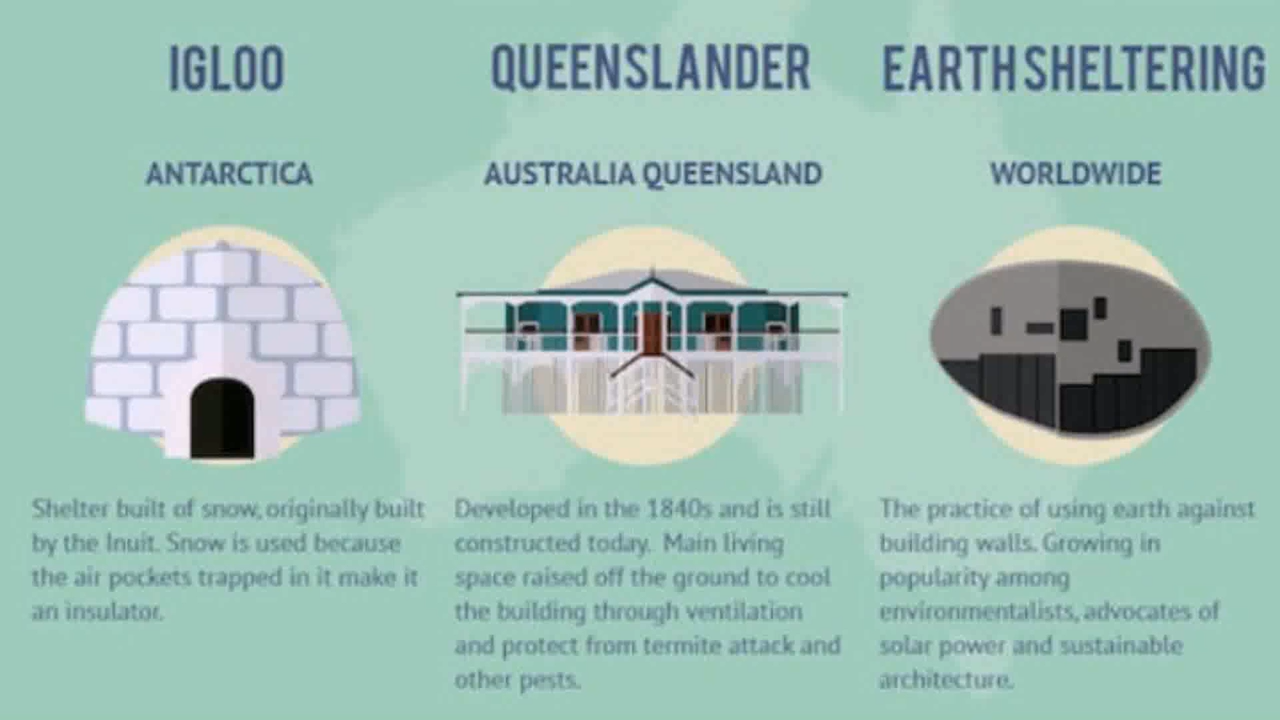 IGLOO
ANTARCTICA
Shelter built of snow, originally built
by the Inuit. Snow is used because
the air pockets trapped in it make it
an insulator.
QUEENSLANDER
AUSTRALIA QUEENSLAND
Developed in the 1840s and is still
constructed today. Main living
space raised off the ground to cool
the building through ventilation
and protect from termite attack and
other pests.
EARTH SHELTERING
WORLDWIDE
The practice of using earth against
building walls. Growing in
popularity among
environmentalists, advocates of
solar power and sustainable
architecture.